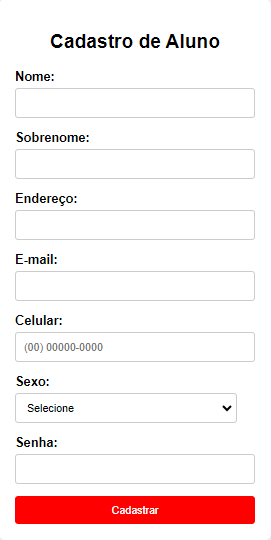 Cadastro de Aluno
Nome:
Sobrenome:
Endereço:
E-mail:
Celular:
(00) 00000-0000
Sexo:
Selecione
Senha:
Cadastrar